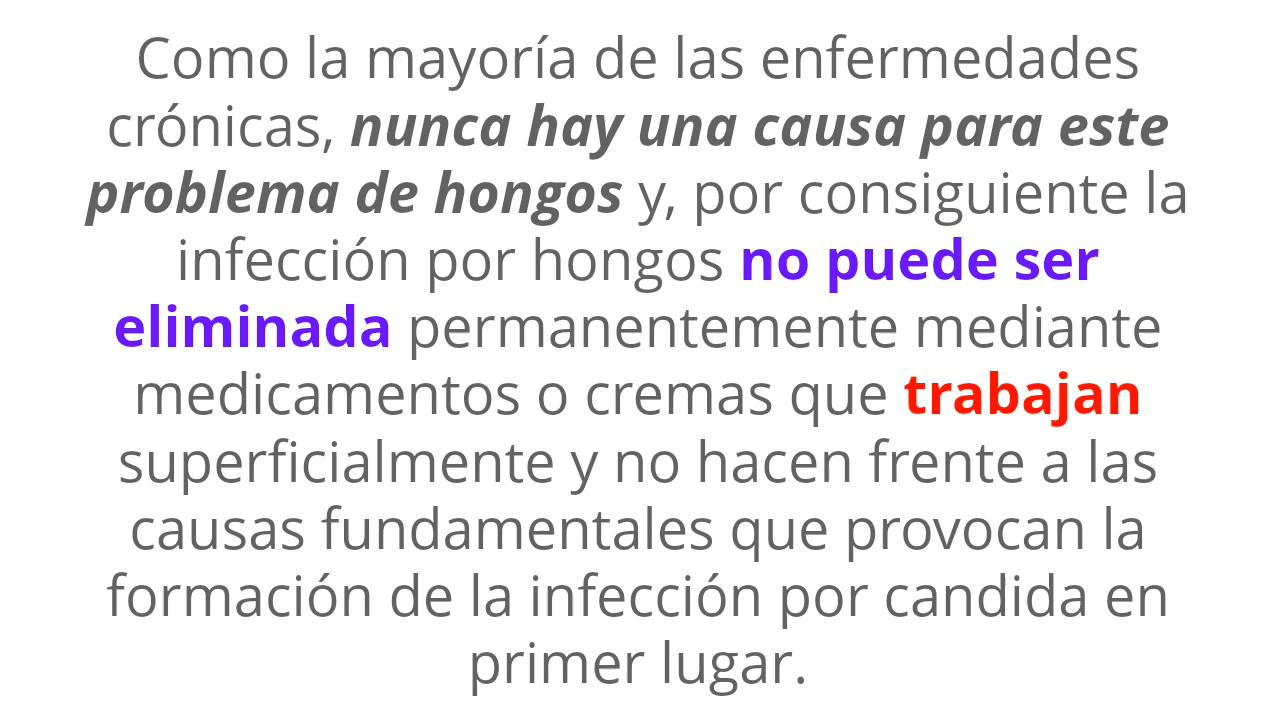 Como la mayoría de las enfermedades
crónicas, nunca hay una causa para este
problema de hongos y, por consiguiente la
infección por hongos no puede ser
eliminada permanentemente mediante
medicamentos o cremas que trabajan
superficialmente y no hacen frente a las
causas fundamentales que provocan la
formación de la infección por candida en
primer lugar.